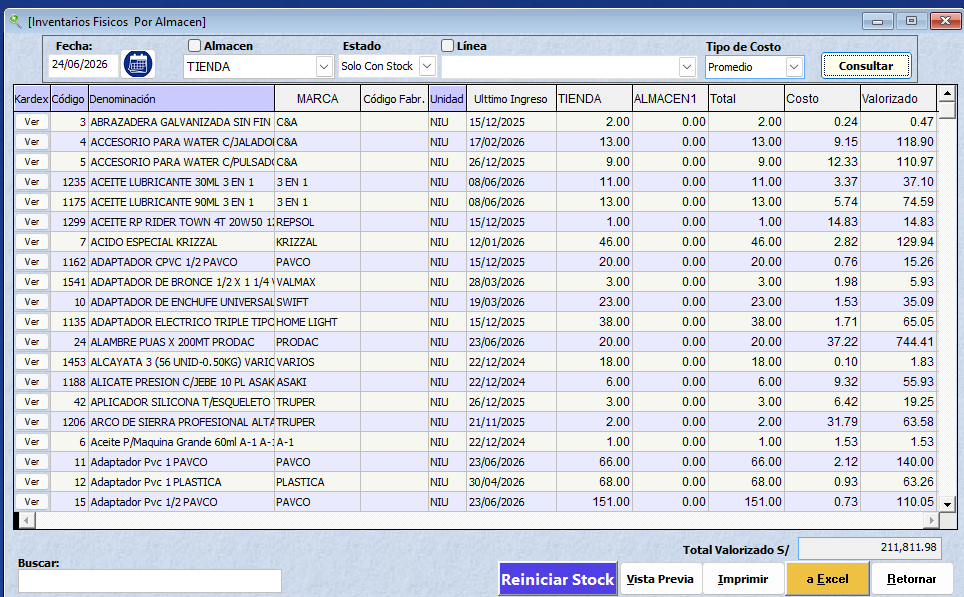 [Inventarios Fisicos Por Almacen]
Fecha: Almacen Estado Línea Tipo de Costo
24/06/2026 TIENDA Solo Con Stock Promedio Consultar
Kardex Código Denominación MARCA Código Fabr. Unidad Ulttimo Ingreso TIENDA ALMACEN1 Total Costo Valorizado
Ver 3 ABRAZADERA GALVANIZADA SIN FIN C&A NIU 15/12/2025 2.00 0.00 2.00 0.24 0.47
Ver 4 ACCESORIO PARA WATER C/JALADO C&A NIU 17/02/2026 13.00 0.00 13.00 9.15 118.90
Ver 5 ACCESORIO PARA WATER C/PULSAD C&A NIU 26/12/2025 9.00 0.00 9.00 12.33 110.97
Ver 1235 ACEITE LUBRICANTE 30ML 3 EN 1 3 EN 1 NIU 08/06/2026 11.00 0.00 11.00 3.37 37.10
Ver 1175 ACEITE LUBRICANTE 90ML 3 EN 1 3 EN 1 NIU 08/06/2026 13.00 0.00 13.00 5.74 74.59
Ver 1299 ACEITE RP RIDER TOWN 4T 20W50 12 REPSOL NIU 15/12/2025 1.00 0.00 1.00 14.83 14.83
Ver 7 ACIDO ESPECIAL KRIZZAL KRIZZAL NIU 12/01/2026 46.00 0.00 46.00 2.82 129.94
Ver 1162 ADAPTADOR CPVC 1/2 PAVCO PAVCO NIU 15/12/2025 20.00 0.00 20.00 0.76 15.26
Ver 1541 ADAPTADOR DE BRONCE 1/2 X 1 1/4 VALMAX NIU 28/03/2026 3.00 0.00 3.00 1.98 5.93
Ver 10 ADAPTADOR DE ENCHUFE UNIVERSAL SWIFT NIU 19/03/2026 23.00 0.00 23.00 1.53 35.09
Ver 1135 ADAPTADOR ELECTRICO TRIPLE TIPO HOME LIGHT NIU 15/12/2025 38.00 0.00 38.00 1.71 65.05
Ver 24 ALAMBRE PUAS X 200MT PRODAC PRODAC NIU 23/06/2026 20.00 0.00 20.00 37.22 744.41
Ver 1453 ALCAYATA 3 (56 UNID-0.50KG) VARIO VARIOS NIU 22/12/2024 18.00 0.00 18.00 0.10 1.83
Ver 1188 ALICATE PRESION C/JEBE 10 PL ASAK ASAKI NIU 22/12/2024 6.00 0.00 6.00 9.32 55.93
Ver 42 APLICADOR SILICONA T/ESQUELETO TRUPER NIU 26/12/2025 3.00 0.00 3.00 6.42 19.25
Ver 1206 ARCO DE SIERRA PROFESIONAL ALTA TRUPER NIU 21/11/2025 2.00 0.00 2.00 31.79 63.58
Ver 6 Aceite P/Maquina Grande 60ml A-1 A-1 A-1 NIU 22/12/2024 1.00 0.00 1.00 1.53 1.53
Ver 11 Adaptador Pvc 1 PAVCO PAVCO NIU 23/06/2026 66.00 0.00 66.00 2.12 140.00
Ver 12 Adaptador Pvc 1 PLASTICA PLASTICA NIU 30/04/2026 68.00 0.00 68.00 0.93 63.26
Ver 15 Adaptador Pvc 1/2 PAVCO PAVCO NIU 23/06/2026 151.00 0.00 151.00 0.73 110.05
Total Valorizado S/ 211,811.98
Buscar:
Reiniciar Stock Vista Previa Imprimir a Excel Retornar